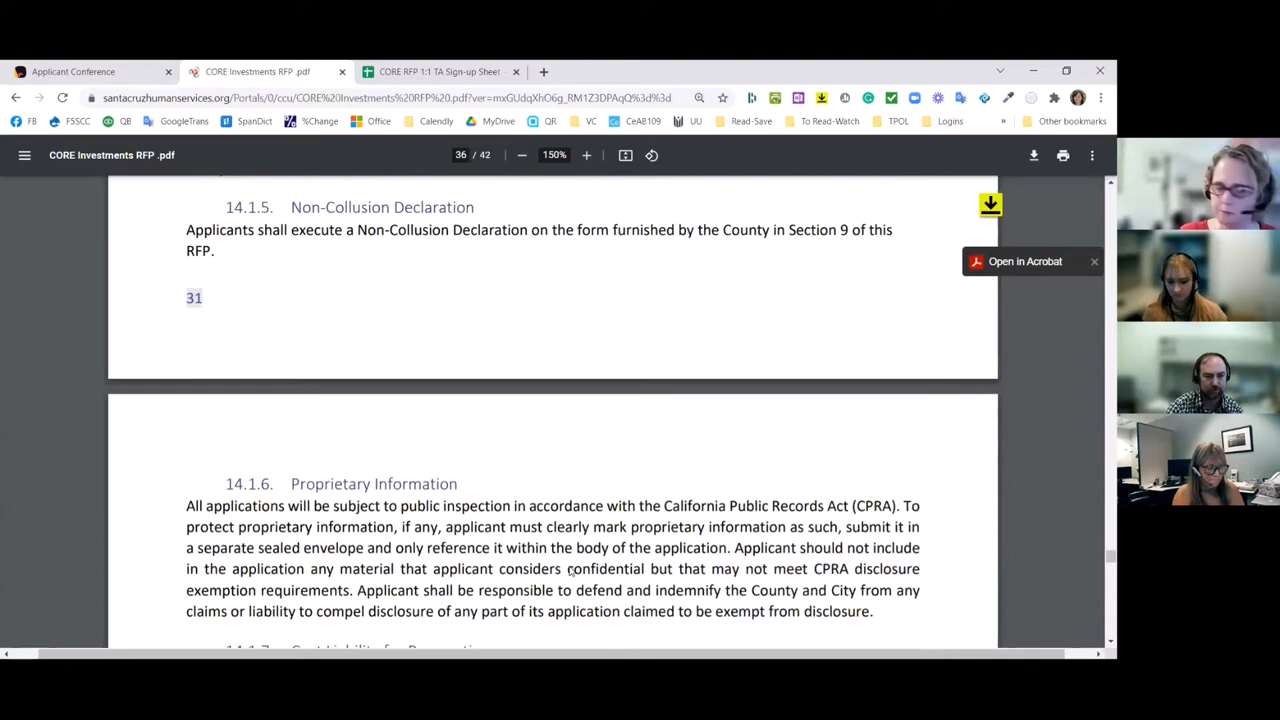 Applicant Conference
CORE Investments RFP .pdf
CORE RFP 1:1 TA Sign-up Sheet -
santacruzhumanservices.org/Portals/0/ccu/CORE%20Investments%20RFP%20.pdf?ver=mxGUdqXhO6g_RM1Z3DPAqQ%3d%3d
FB F5SCC QB GoogleTrans SpanDict %Change Office Calendly MyDrive QR VC CeAB109 UU Read-Save To Read-Watch TPOL Logins » Other bookmarks
CORE Investments RFP .pdf
36 / 42
150%
14.1.5. Non-Collusion Declaration
Applicants shall execute a Non-Collusion Declaration on the form furnished by the County in Section 9 of this
RFP.
Open in Acrobat
31
14.1.6. Proprietary Information
All applications will be subject to public inspection in accordance with the California Public Records Act (CPRA). To
protect proprietary information, if any, applicant must clearly mark proprietary information as such, submit it in
a separate sealed envelope and only reference it within the body of the application. Applicant should not include
in the application any material that applicant considers confidential but that may not meet CPRA disclosure
exemption requirements. Applicant shall be responsible to defend and indemnify the County and City from any
claims or liability to compel disclosure of any part of its application claimed to be exempt from disclosure.